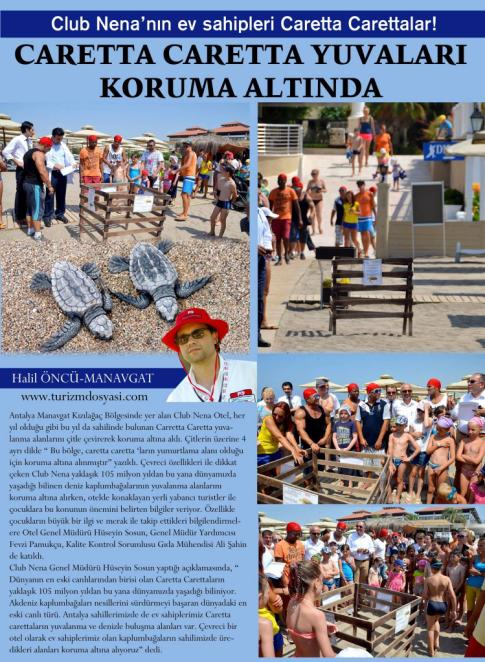 Club Nena’nın ev sahipleri Caretta Carettalar!
CARETTA CARETTA YUVALARI
KORUMA ALTINDA
Halil ÖNCÜ-MANAVGAT
www.turizmdosyasi.com
Antalya Manavgat Kızılağaç Bölgesinde yer alan Club Nena Otel, her
yıl olduğu gibi bu yıl da sahilinde bulunan Carretta Caretta yuva-
lanma alanlarını çitle çevirerek koruma altına aldı. Çitlerin üzerine 4
ayrı dilde “ Bu bölge, caretta caretta ‘ların yumurtlama alanı olduğu
için koruma alınmıştır” yazıldı. Çevreci özellikleri ile dikkat
çeken Club Nena yaklaşık 105 milyon yıldan bu yana dünyamızda
yaşadığı bilinen deniz kaplumbağalarının yuvalanma alanlarını
koruma altına alırken, otelde konaklayan yerli yabancı turistler ile
çocuklara bu konunun önemini belirten bilgiler veriyor. Özellikle
çocukların büyük bir ilgi ve merak ile takip ettikleri bilgilendirmel-
ere Otel Genel Müdürü Hüseyin Sosun, Genel Müdür Yardımcısı
Fevzi Pamukçu, Kalite Kontrol Sorumlusu Gıda Mühendisi Ali Şahin
de katıldı.
Club Nena Genel Müdürü Hüseyin Sosun yaptığı açıklamasında, “
Dünyanın en eski canlılarından birisi olan Caretta Carettaların
yaklaşık 105 milyon yıldan bu yana dünyamızda yaşadığı biliniyor.
Akdeniz kaplumbağaları nesillerini sürdürmeyi başaran dünyadaki en
eski canlı türü. Antalya sahillerimizde de ev sahiplerimiz Caretta
carettaların yuvalanma ve denizle buluşma alanları var. Çevreci bir
otel olarak ev sahiplerimiz olan kaplumbağaların sahilimizde üre-
dikleri alanları koruma altına alıyoruz” dedi.